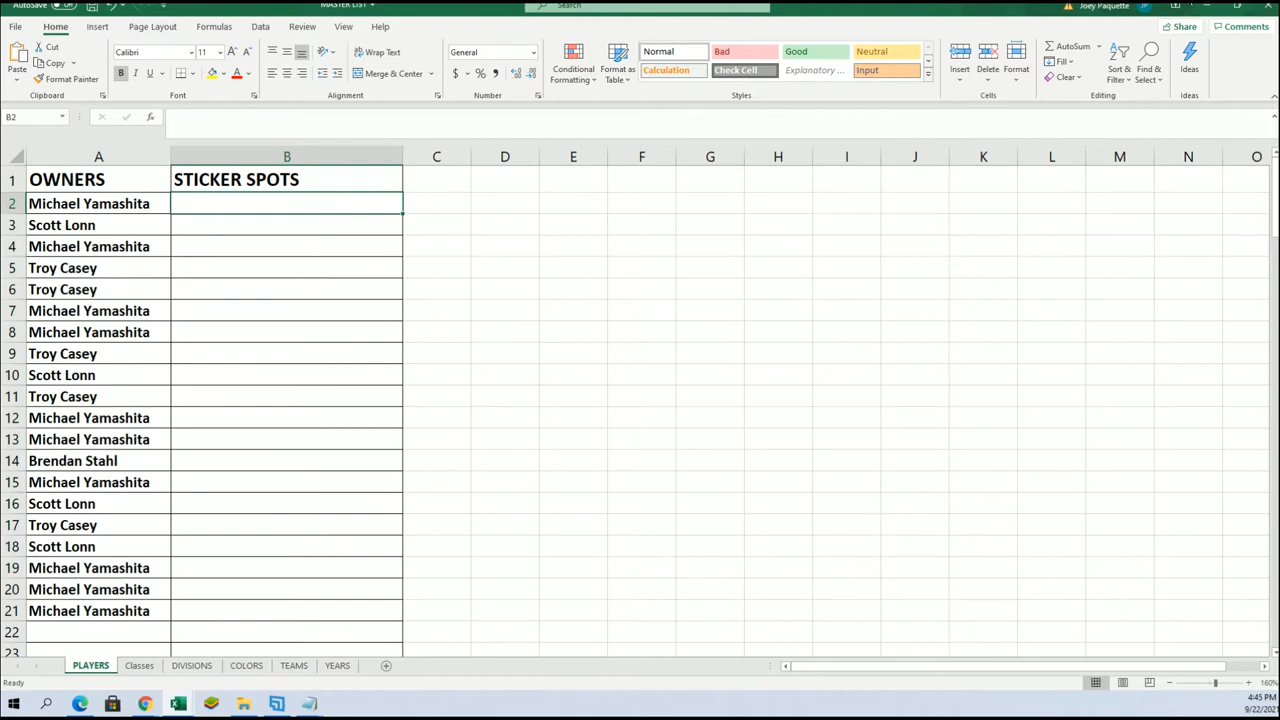 AutoSave MASTER LIST Search Joey Paquette
File Home Insert Page Layout Formulas Data Review View Help Share Comments
Cut Calibri 11 Wrap Text General Normal Bad Good Neutral AutoSum
Paste Copy Conditional Format as Insert Delete Format Fill Sort & Find & Ideas
Format Painter B I U A Merge & Center $ % Formatting Table Calculation Check Cell Explanatory ... Input Clear Filter Select
Clipboard Font Alignment Number Styles Cells Editing Ideas
B2 fx
A B C D E F G H I J K L M N O
1 OWNERS STICKER SPOTS
2 Michael Yamashita
3 Scott Lonn
4 Michael Yamashita
5 Troy Casey
6 Troy Casey
7 Michael Yamashita
8 Michael Yamashita
9 Troy Casey
10 Scott Lonn
11 Troy Casey
12 Michael Yamashita
13 Michael Yamashita
14 Brendan Stahl
15 Michael Yamashita
16 Scott Lonn
17 Troy Casey
18 Scott Lonn
19 Michael Yamashita
20 Michael Yamashita
21 Michael Yamashita
22
23
PLAYERS Classes DIVISIONS COLORS TEAMS YEARS
Ready 160%
4:45 PM